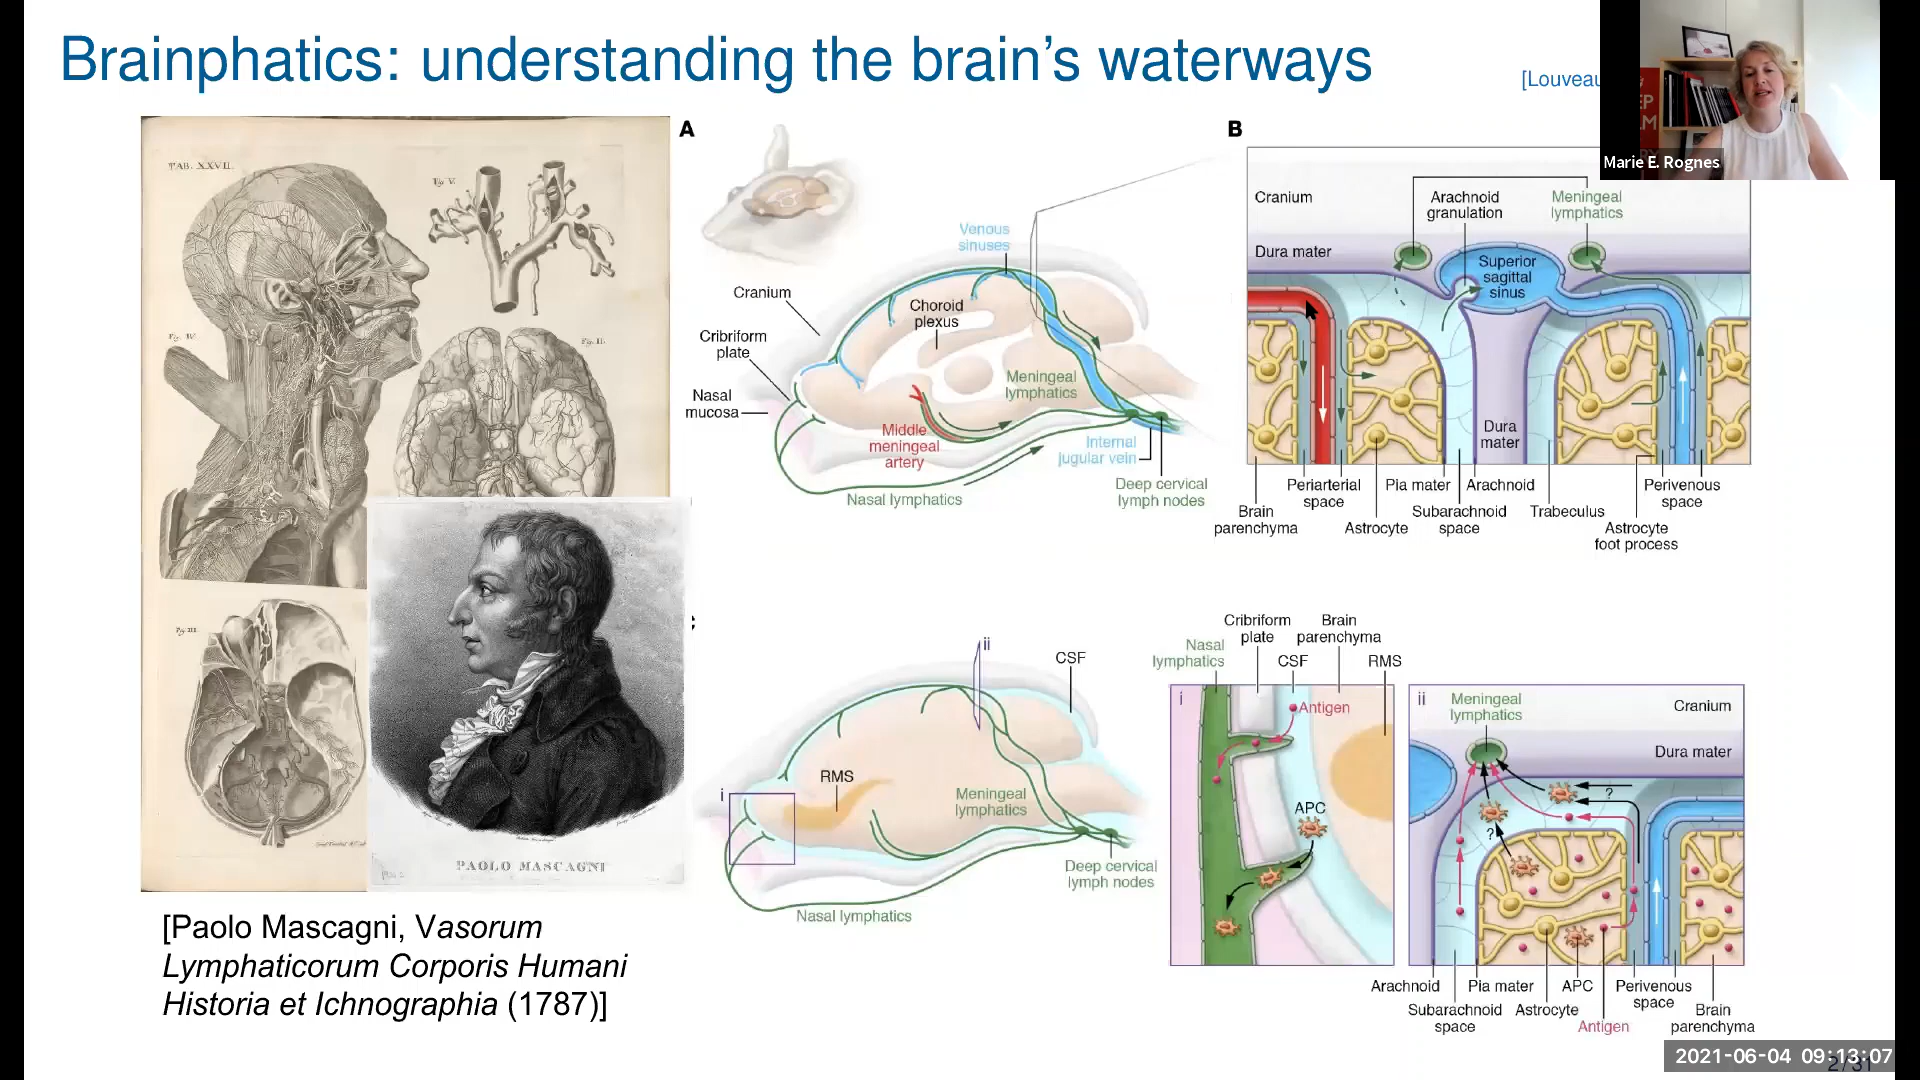 Brainphatics: understanding the brain's waterways
[Louveau
Marie E. Rognes
TAB. XXVII.
Fig. V.
Fig. IV.
Fig. II.
Fig. III.
PAOLO MASCAGNI
[Paolo Mascagni, Vasorum
Lymphaticorum Corporis Humani
Historia et Ichnographia (1787)]
A
Venous
sinuses
Cranium
Choroid
plexus
Cribriform
plate
Meningeal
lymphatics
Nasal
mucosa
Middle
meningeal
artery
Internal
jugular vein
Nasal lymphatics
Deep cervical
lymph nodes
B
Cranium
Arachnoid
granulation
Meningeal
lymphatics
Dura mater
Superior
sagittal
sinus
Dura
mater
Periarterial
space
Pia mater
Arachnoid
Perivenous
space
Brain
parenchyma
Astrocyte
Subarachnoid
space
Trabeculus
Astrocyte
foot process
ii
CSF
RMS
i
Meningeal
lymphatics
Deep cervical
lymph nodes
Nasal lymphatics
Cribriform
plate
Brain
parenchyma
Nasal
lymphatics
CSF
RMS
i
Antigen
APC
ii
Meningeal
lymphatics
Cranium
Dura mater
?
?
Arachnoid
Pia mater
APC
Perivenous
space
Subarachnoid
space
Astrocyte
Antigen
Brain
parenchyma
2021-06-04 09:13:07
2/31